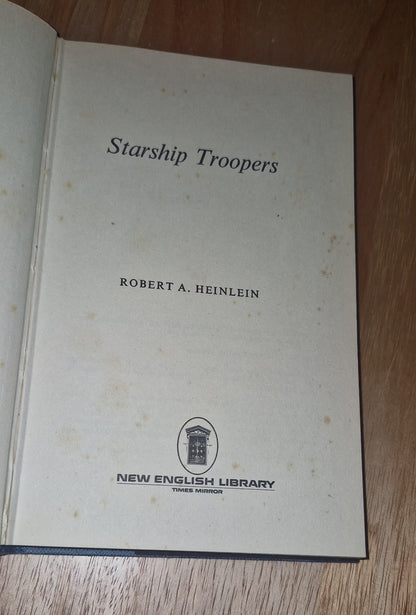 Starship Troopers
ROBERT A. HEINLEIN
NEW ENGLISH LIBRARY
TIMES MIRROR